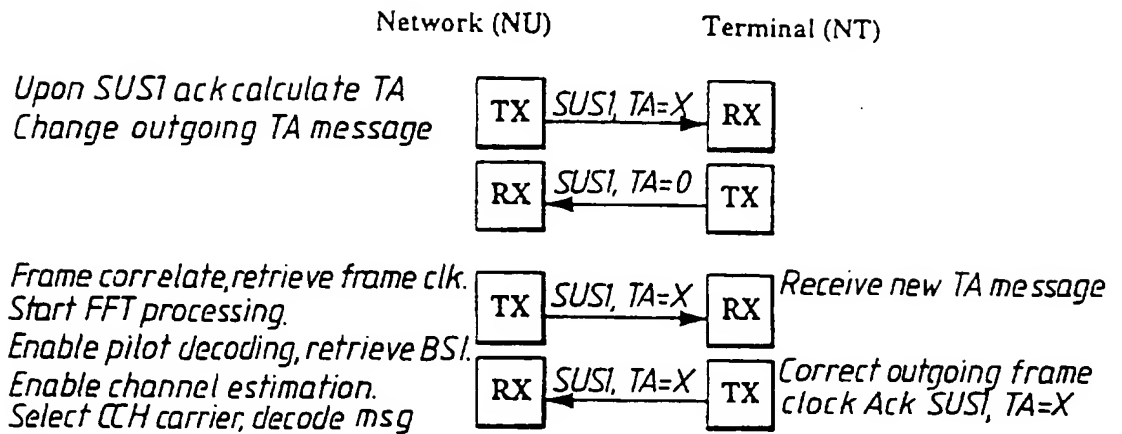 Network (NU) Terminal (NT)
Upon SUS1 ack calculate TA
Change outgoing TA message
TX SUS1, TA=X RX
RX SUS1, TA=0 TX
Frame correlate, retrieve frame clk.
Start FFT processing.
Enable pilot decoding, retrieve BSI.
Enable channel estimation.
Select CCH carrier, decode msg
TX SUS1, TA=X RX
Receive new TA message
RX SUS1, TA=X TX
Correct outgoing frame
clock Ack SUS1, TA=X